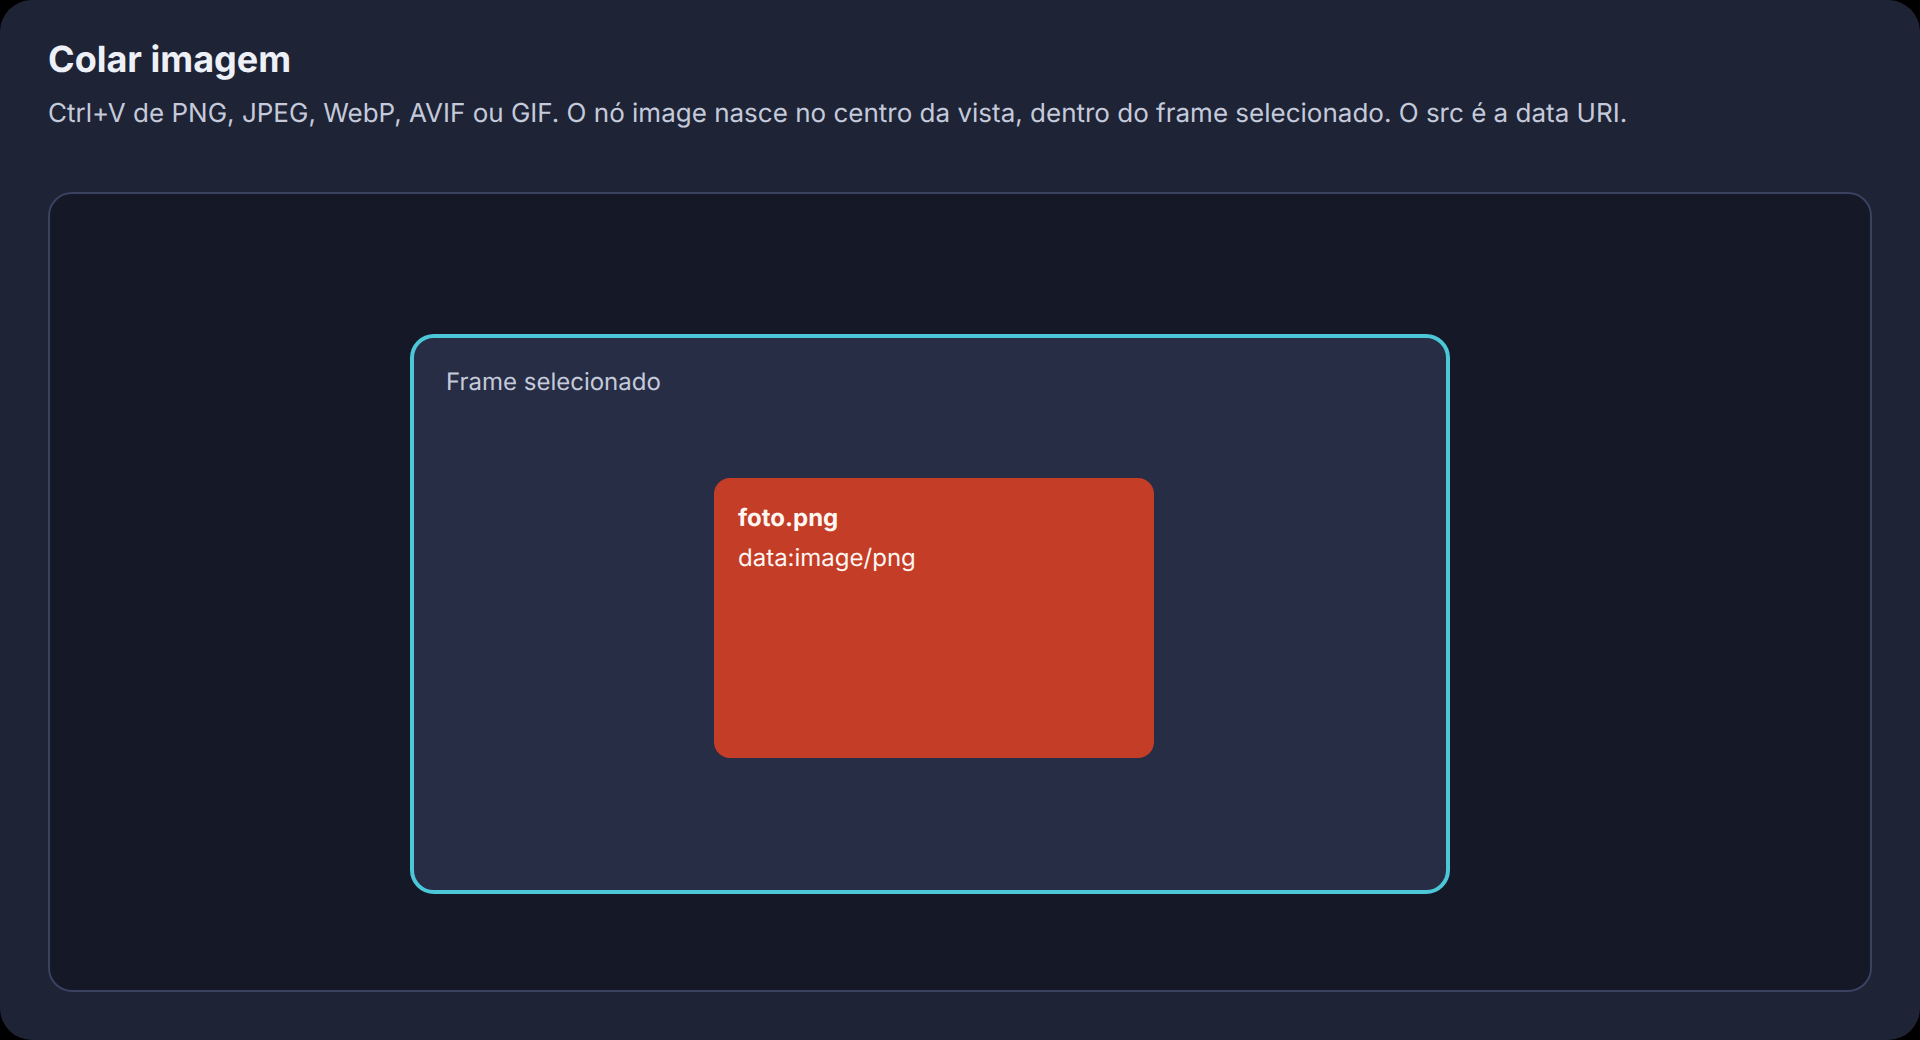 Colar imagem
Ctrl+V de PNG, JPEG, WebP, AVIF ou GIF. O nó image nasce no centro da vista, dentro do frame selecionado. O src é a data URI.
Frame selecionado
foto.png
data:image/png